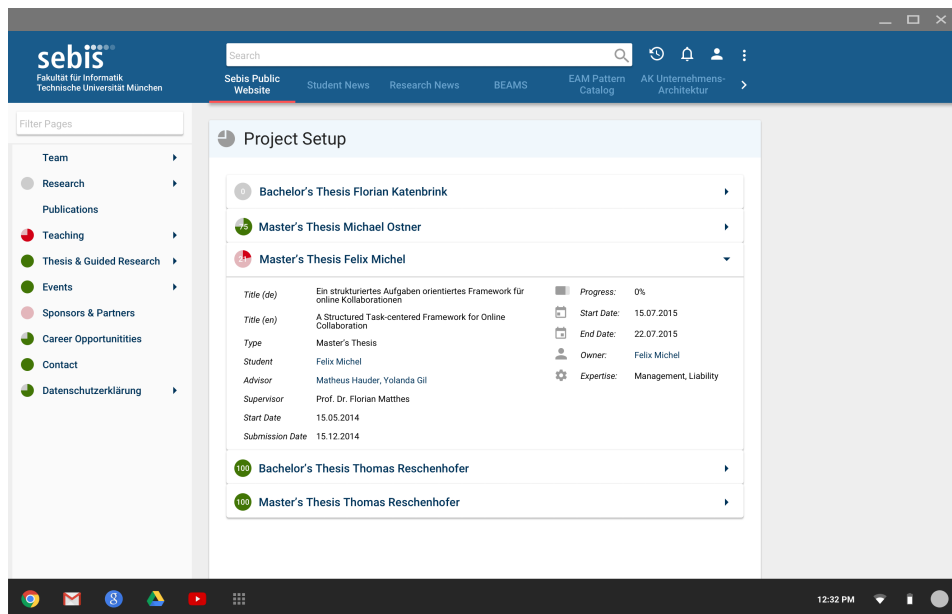 sebis
Fakultät für Informatik
Technische Universität München
Search
Sebis Public
Website
Student News
Research News
BEAMS
EAM Pattern
Catalog
AK Unternehmens-
Architektur
Filter Pages
Team
Research
Publications
Teaching
Thesis & Guided Research
Events
Sponsors & Partners
Career Opportunitities
Contact
Datenschutzerklärung
Project Setup
0 Bachelor's Thesis Florian Katenbrink
75 Master's Thesis Michael Ostner
Master's Thesis Felix Michel
Title (de) Ein strukturiertes Aufgaben orientiertes Framework für
online Kollaborationen
Title (en) A Structured Task-centered Framework for Online
Collaboration
Type Master's Thesis
Student Felix Michel
Advisor Matheus Hauder, Yolanda Gil
Supervisor Prof. Dr. Florian Matthes
Start Date 15.05.2014
Submission Date 15.12.2014
Progress: 0%
Start Date: 15.07.2015
End Date: 22.07.2015
Owner: Felix Michel
Expertise: Management, Liability
100 Bachelor's Thesis Thomas Reschenhofer
100 Master's Thesis Thomas Reschenhofer
8
12:32 PM